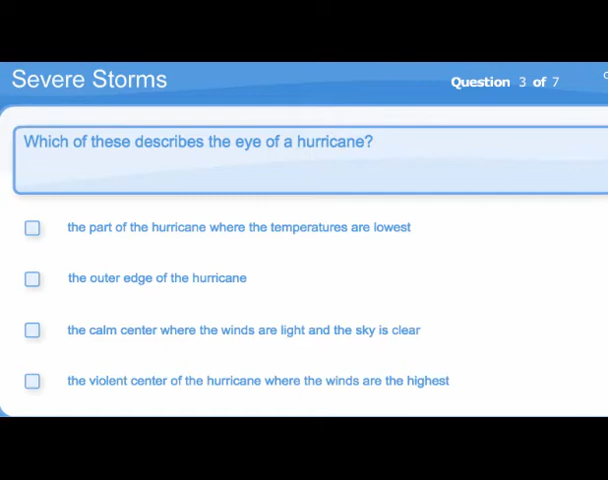 Severe Storms
Question 3 of 7
Which of these describes the eye of a hurricane?
the part of the hurricane where the temperatures are lowest
the outer edge of the hurricane
the calm center where the winds are light and the sky is clear
the violent center of the hurricane where the winds are the highest